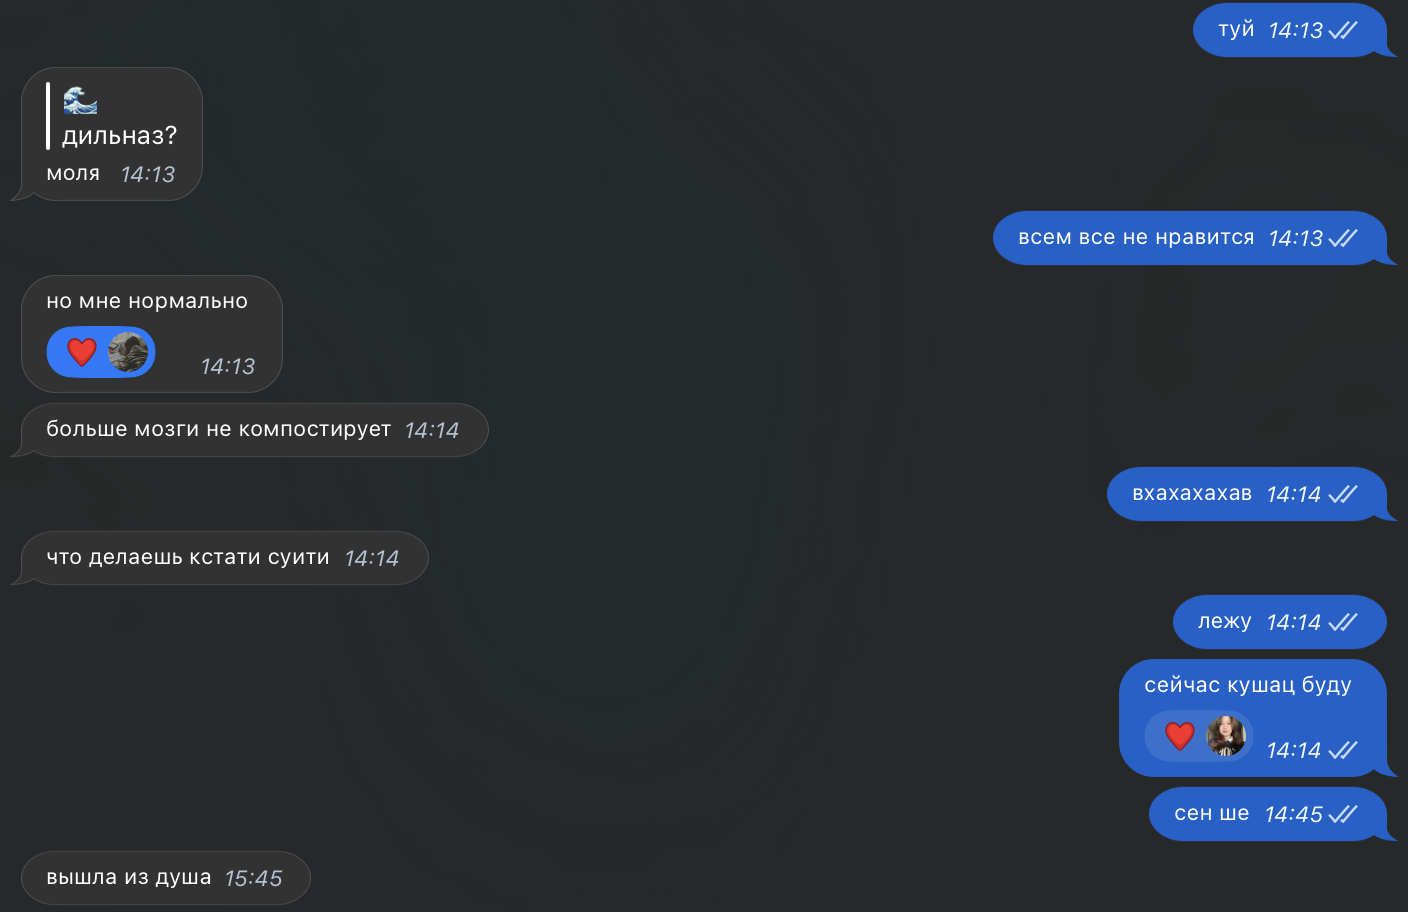 туй 14:13
🌊
дильназ?
моля 14:13
всем все не нравится 14:13
но мне нормально
14:13
больше мозги не компостирует 14:14
вхахахахав 14:14
что делаешь кстати суити 14:14
лежу 14:14
сейчас кушац буду
14:14
сен ше 14:45
вышла из душа 15:45